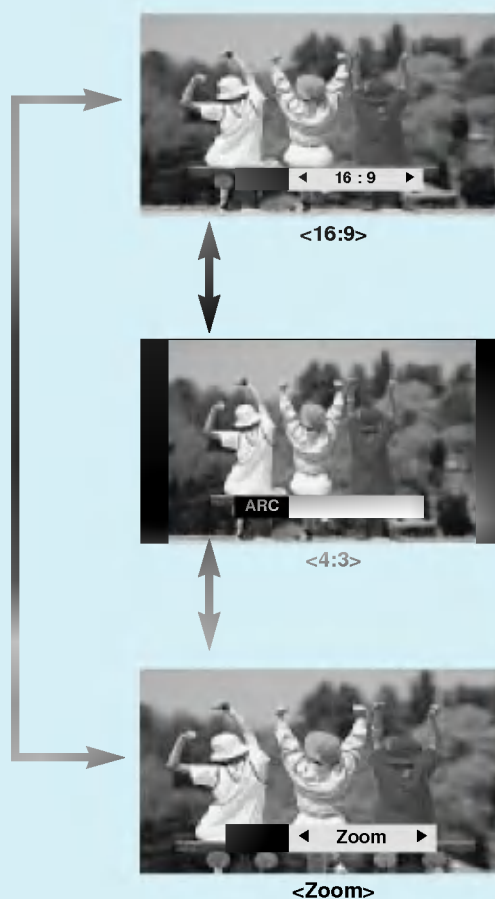 ◄ 16 : 9 ►
<16:9>
ARC
<4:3>
◄ Zoom ►
<Zoom>